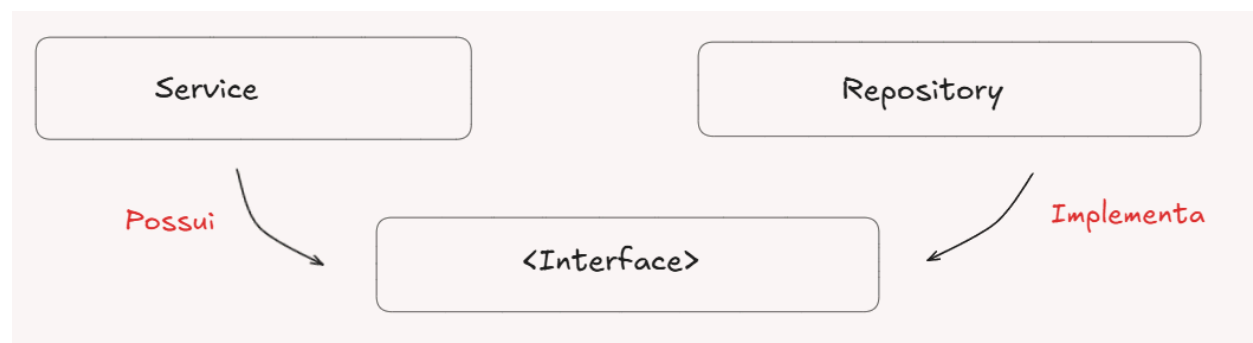 Service
Repository
Possui
Implementa
<Interface>